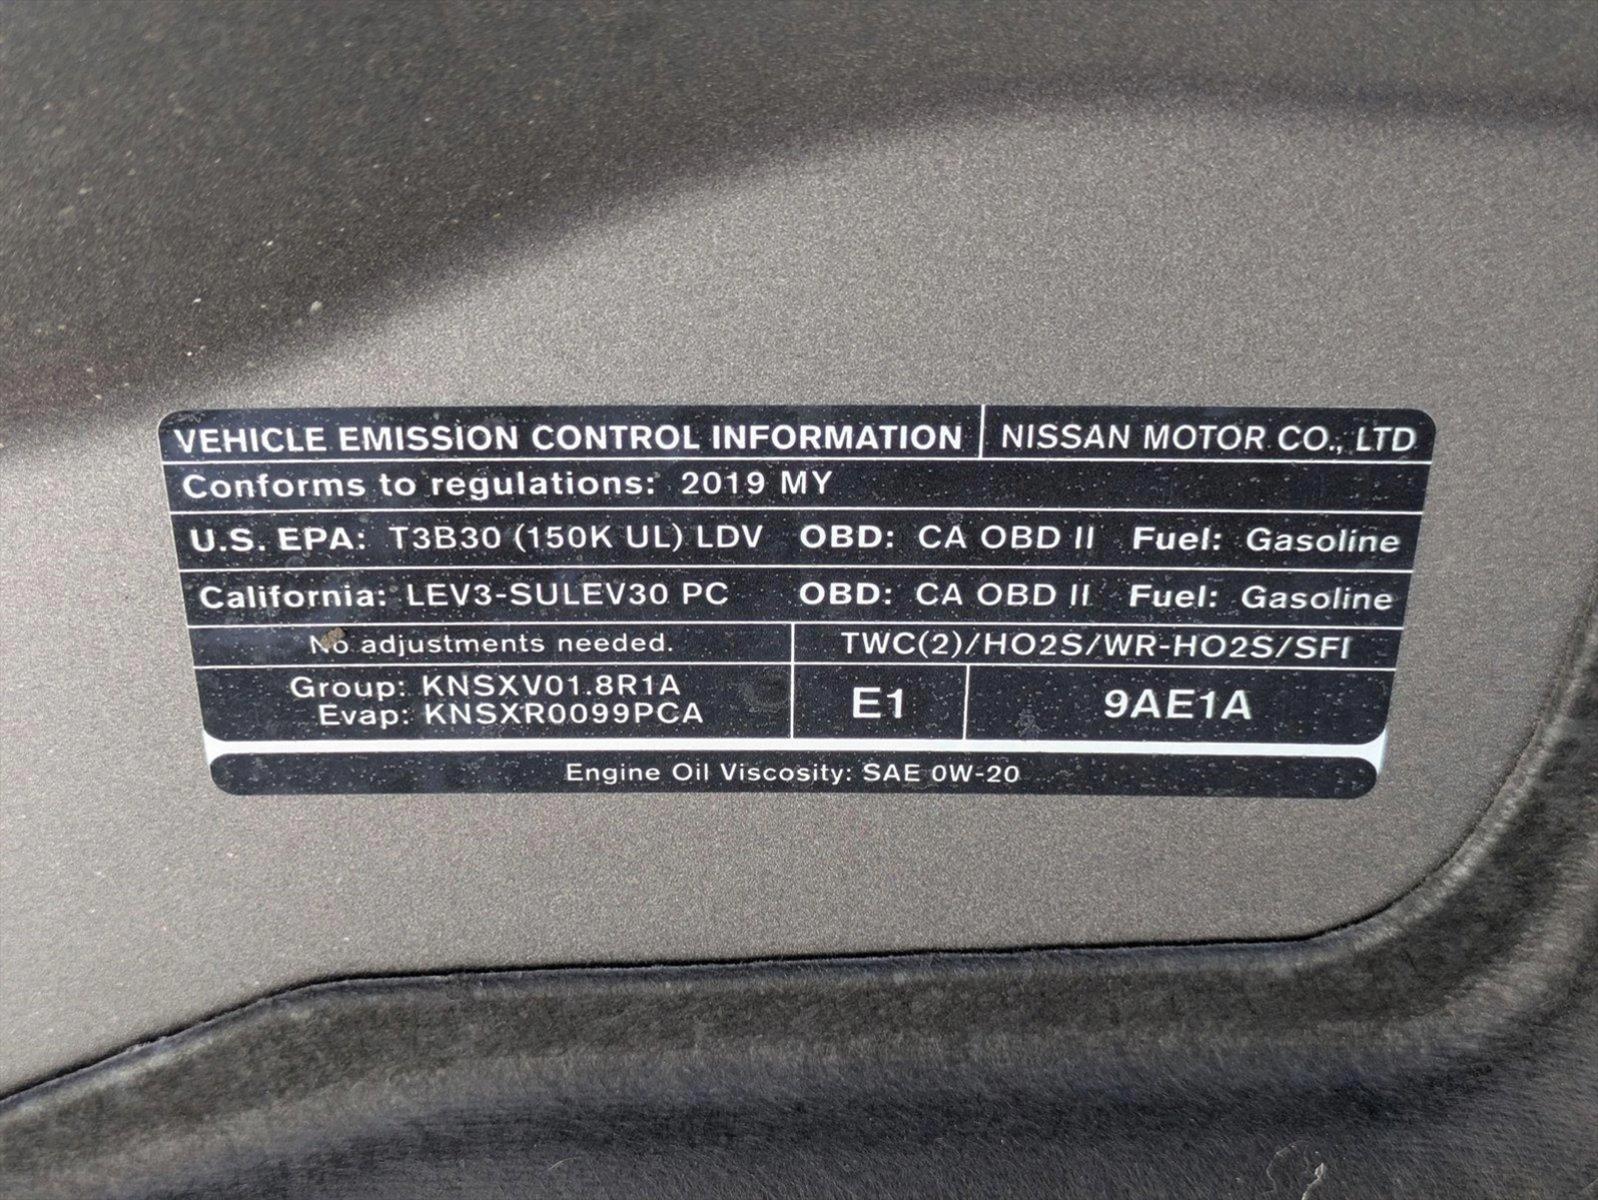 VEHICLE EMISSION CONTROL INFORMATION NISSAN MOTOR CO., LTD
Conforms to regulations: 2019 MY
U.S. EPA: T3B30 (150K UL) LDV OBD: CA OBD II Fuel: Gasoline
California: LEV3-SULEV30 PC OBD: CA OBD II Fuel: Gasoline
No adjustments needed. TWC(2)/HO2S/WR-HO2S/SFI
Group: KNSXV01.8R1A
Evap: KNSXR0099PCA
E1 9AE1A
Engine Oil Viscosity: SAE 0W-20